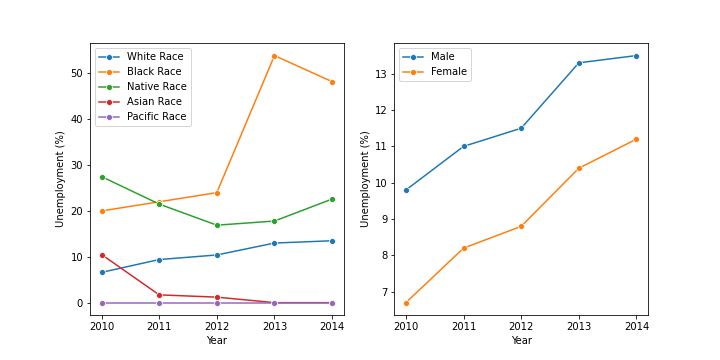 White Race
Black Race
Native Race
Asian Race
Pacific Race
50
40
30
20
10
0
Unemployment (%)
2010 2011 2012 2013 2014
Year
Male
Female
13
12
11
10
9
8
7
Unemployment (%)
2010 2011 2012 2013 2014
Year